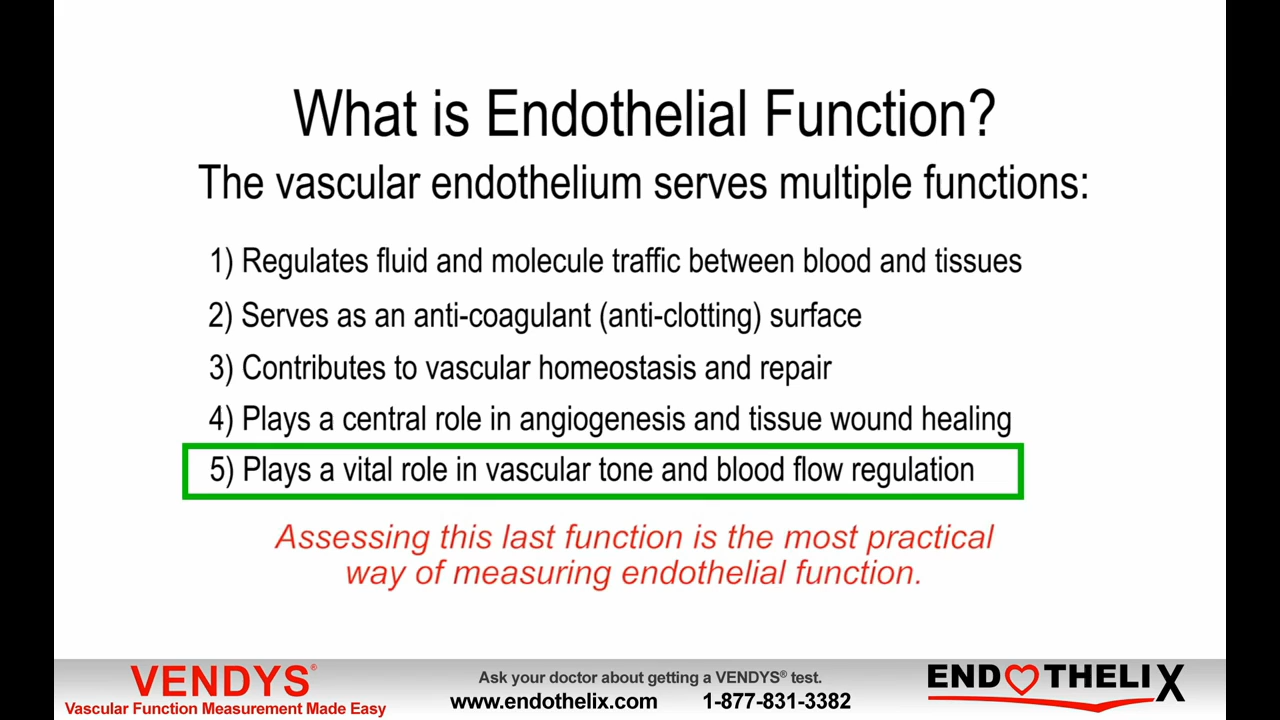 What is Endothelial Function?
The vascular endothelium serves multiple functions:
1) Regulates fluid and molecule traffic between blood and tissues
2) Serves as an anti-coagulant (anti-clotting) surface
3) Contributes to vascular homeostasis and repair
4) Plays a central role in angiogenesis and tissue wound healing
5) Plays a vital role in vascular tone and blood flow regulation
Assessing this last function is the most practical
way of measuring endothelial function.
VENDYS®
Vascular Function Measurement Made Easy
Ask your doctor about getting a VENDYS® test.
www.endothelix.com 1-877-831-3382
ENDOTHELIX